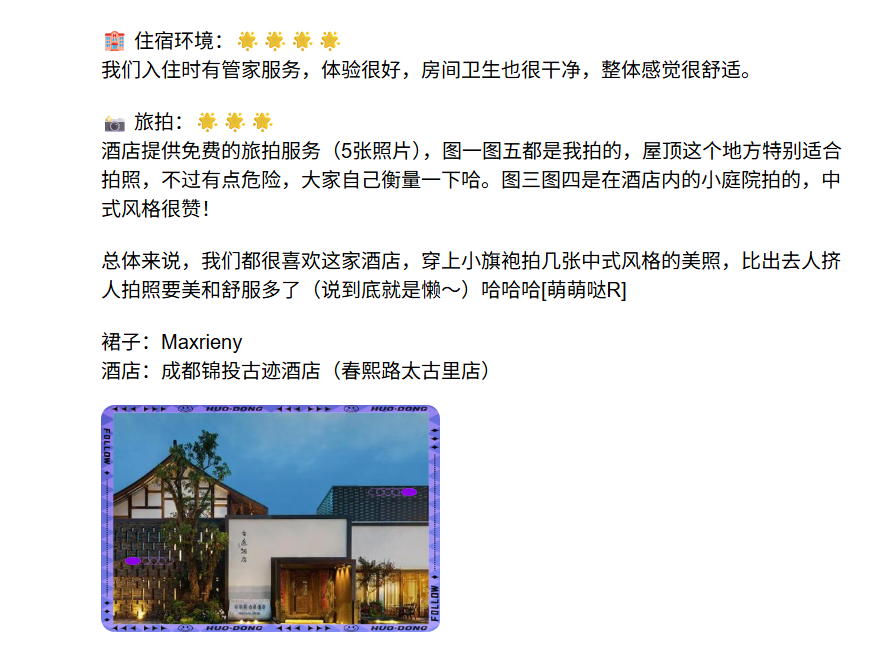 🏨 住宿环境：🌟🌟🌟🌟
我们入住时有管家服务，体验很好，房间卫生也很干净，整体感觉很舒适。
📷 旅拍：🌟🌟🌟
酒店提供免费的旅拍服务（5张照片），图一图五都是我拍的，屋顶这个地方特别适合
拍照，不过有点危险，大家自己衡量一下哈。图三图四是在酒店内的小庭院拍的，中
式风格很赞！
总体来说，我们都很喜欢这家酒店，穿上小旗袍拍几张中式风格的美照，比出去人挤
人拍照要美和舒服多了（说到底就是懒～）哈哈哈[萌萌哒R]
裙子：Maxrieny
酒店：成都锦投古迹酒店（春熙路太古里店）
HUO-DONG HUO-DONG
FOLLOW
FOLLOW
HUO-DONG HUO-DONG